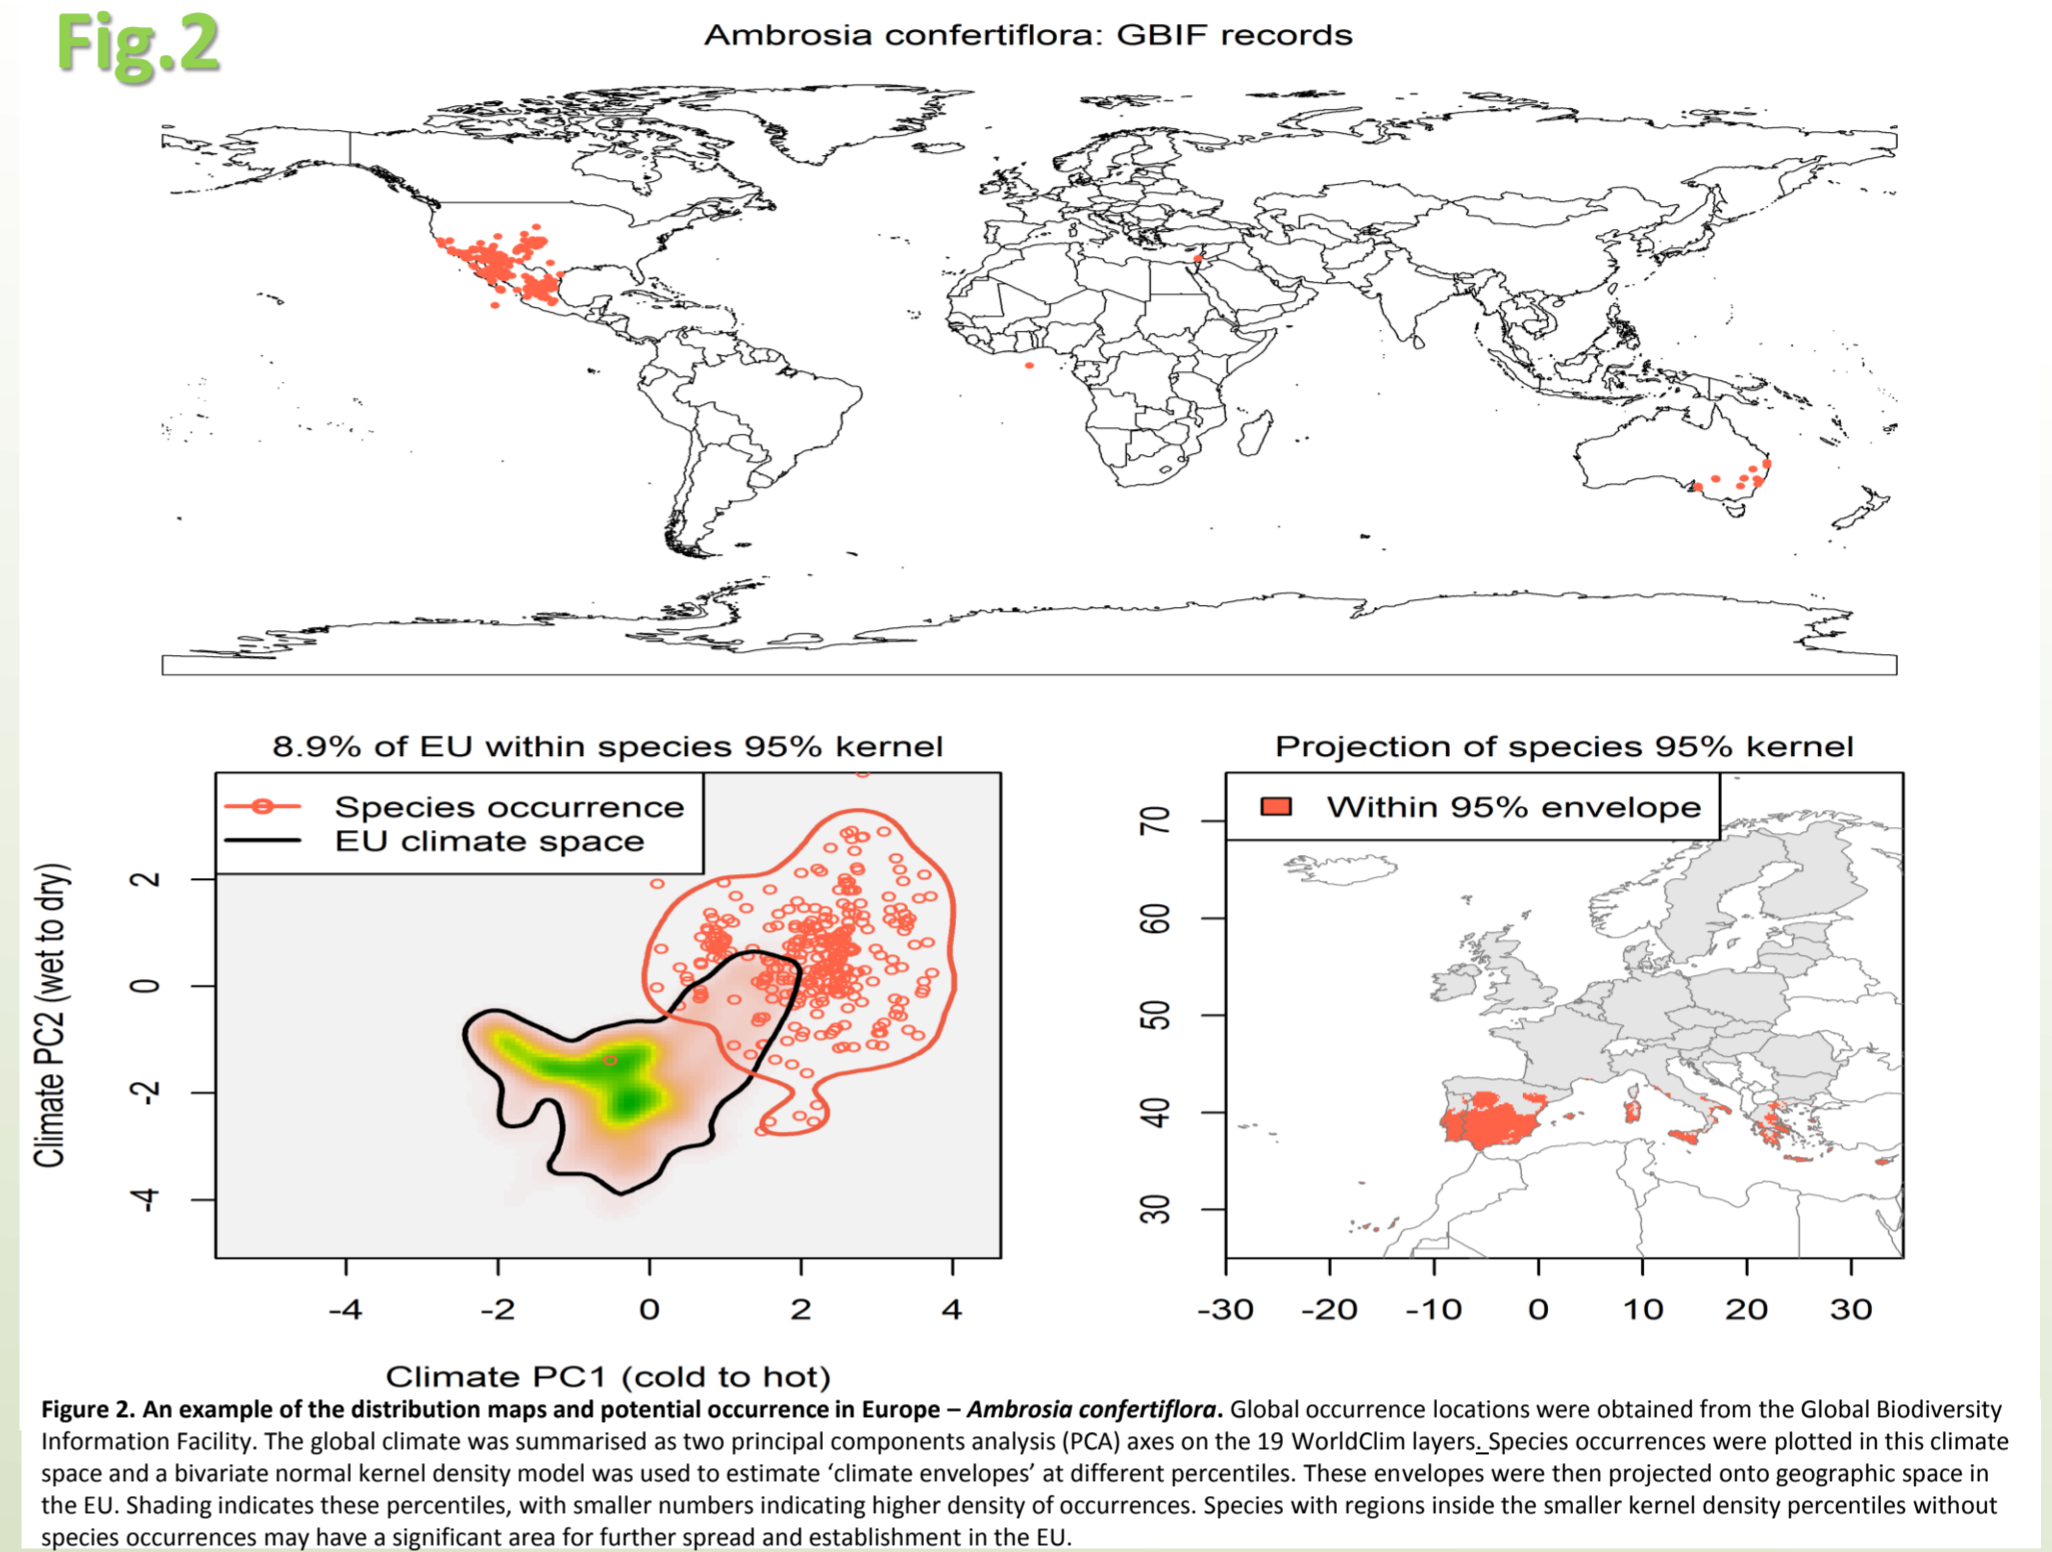 Fig.2
Ambrosia confertiflora: GBIF records
8.9% of EU within species 95% kernel
Species occurrence
EU climate space
Climate PC2 (wet to dry)
2
0
-2
-4
-4
-2
0
2
4
Climate PC1 (cold to hot)
Projection of species 95% kernel
Within 95% envelope
70
60
50
40
30
-30
-20
-10
0
10
20
30
Figure 2. An example of the distribution maps and potential occurrence in Europe – Ambrosia confertiflora. Global occurrence locations were obtained from the Global Biodiversity
Information Facility. The global climate was summarised as two principal components analysis (PCA) axes on the 19 WorldClim layers. Species occurrences were plotted in this climate
space and a bivariate normal kernel density model was used to estimate ‘climate envelopes’ at different percentiles. These envelopes were then projected onto geographic space in
the EU. Shading indicates these percentiles, with smaller numbers indicating higher density of occurrences. Species with regions inside the smaller kernel density percentiles without
species occurrences may have a significant area for further spread and establishment in the EU.